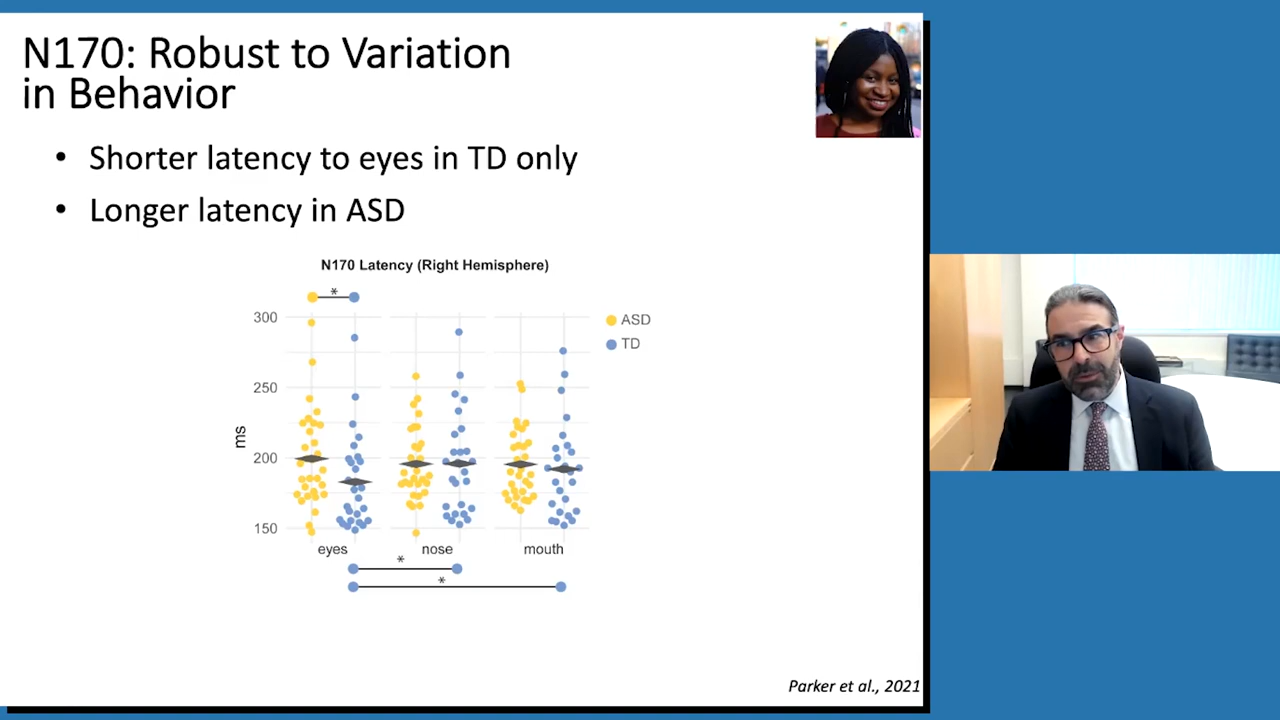 N170: Robust to Variation
in Behavior
• Shorter latency to eyes in TD only
• Longer latency in ASD
N170 Latency (Right Hemisphere)
*
300
250
200
150
ms
ASD
TD
eyes nose mouth
*
*
Parker et al., 2021